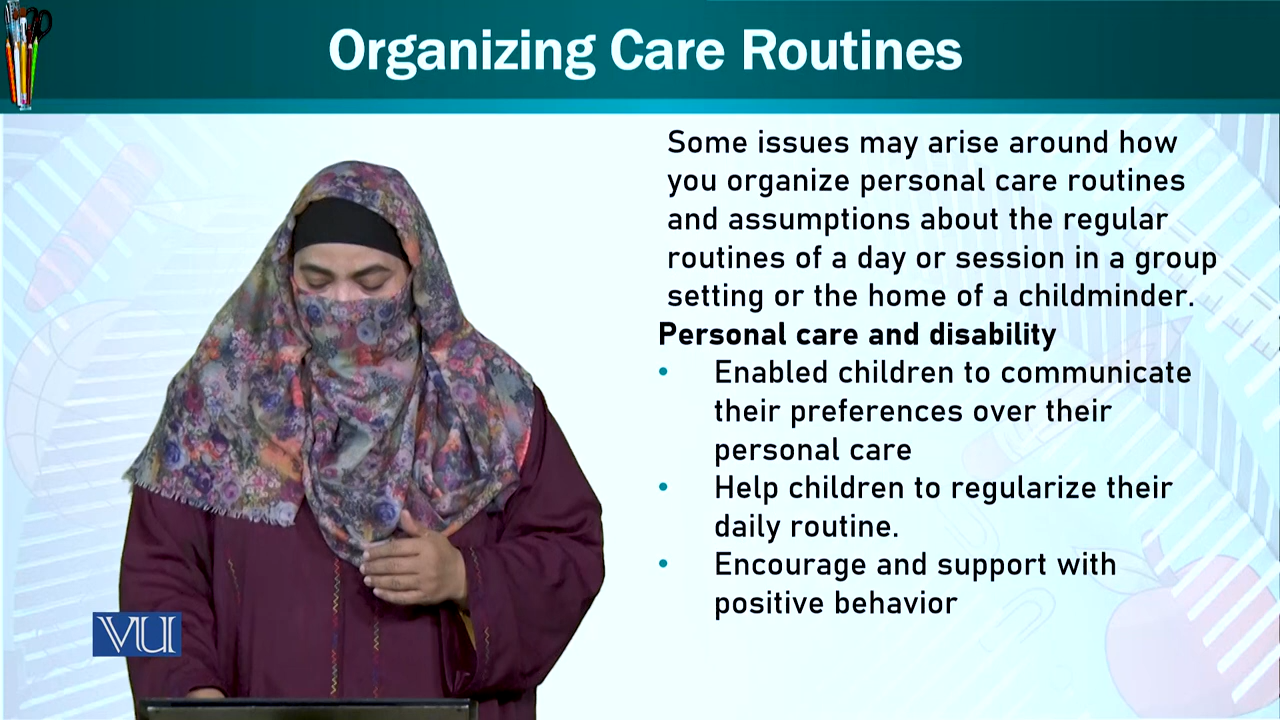 Organizing Care Routines
Some issues may arise around how
you organize personal care routines
and assumptions about the regular
routines of a day or session in a group
setting or the home of a childminder.
Personal care and disability
• Enabled children to communicate
their preferences over their
personal care
• Help children to regularize their
daily routine.
• Encourage and support with
positive behavior
VU